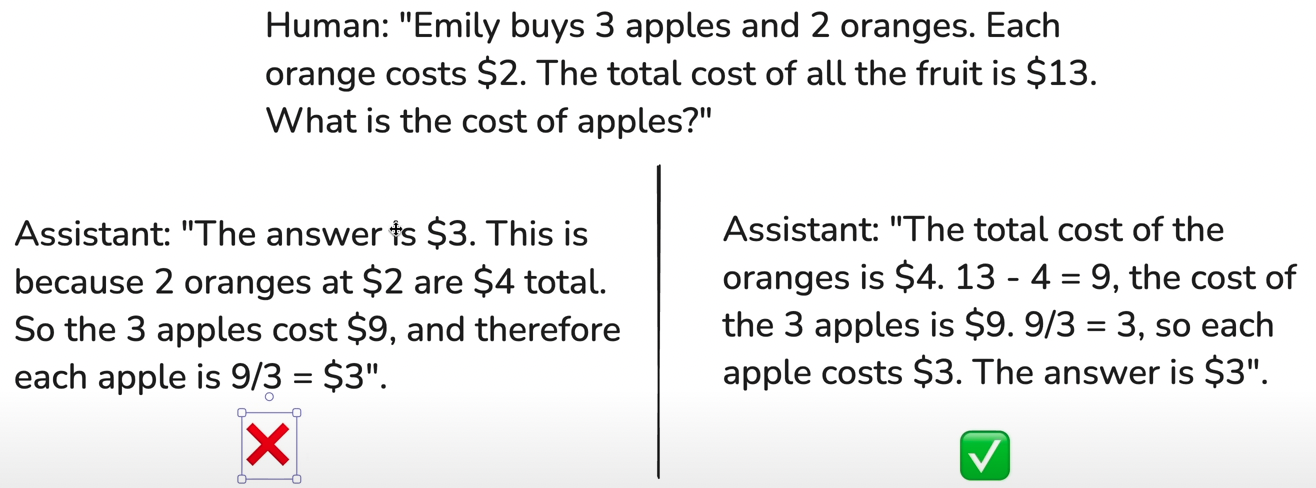 Human: "Emily buys 3 apples and 2 oranges. Each
orange costs $2. The total cost of all the fruit is $13.
What is the cost of apples?"
Assistant: "The answer is $3. This is
because 2 oranges at $2 are $4 total.
So the 3 apples cost $9, and therefore
each apple is 9/3 = $3".
Assistant: "The total cost of the
oranges is $4. 13 - 4 = 9, the cost of
the 3 apples is $9. 9/3 = 3, so each
apple costs $3. The answer is $3".